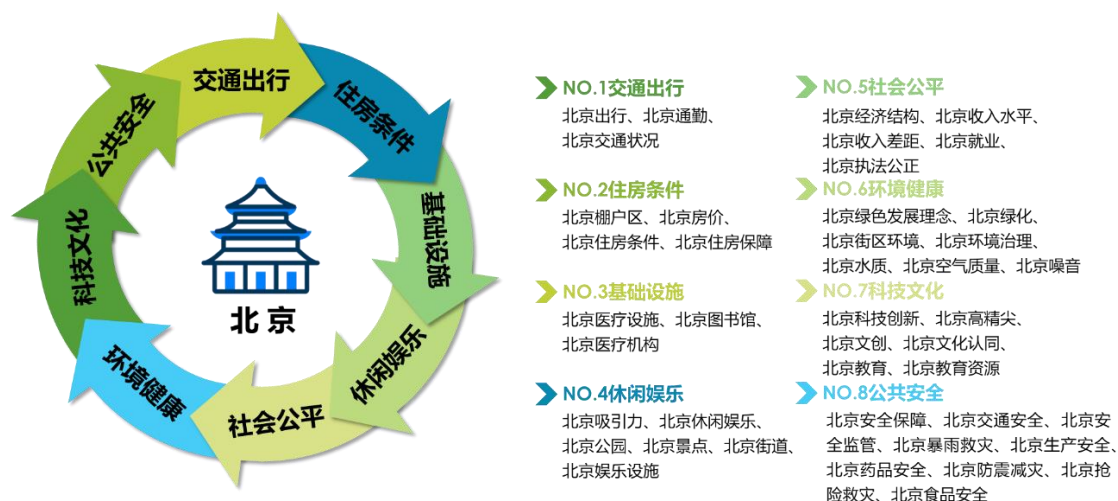 交通出行
住房条件
基础设施
休闲娱乐
社会公平
环境健康
科技文化
公共安全
北京
NO.1交通出行
北京出行、北京通勤、
北京交通状况
NO.2住房条件
北京棚户区、北京房价、
北京住房条件、北京住房保障
NO.3基础设施
北京医疗设施、北京图书馆、
北京医疗机构
NO.4休闲娱乐
北京吸引力、北京休闲娱乐、
北京公园、北京景点、北京街道、
北京娱乐设施
NO.5社会公平
北京经济结构、北京收入水平、
北京收入差距、北京就业、
北京执法公正
NO.6环境健康
北京绿色发展理念、北京绿化、
北京街区环境、北京环境治理、
北京水质、北京空气质量、北京噪音
NO.7科技文化
北京科技创新、北京高精尖、
北京文创、北京文化认同、
北京教育、北京教育资源
NO.8公共安全
北京安全保障、北京交通安全、北京安
全监管、北京暴雨救灾、北京生产安全、
北京药品安全、北京防震减灾、北京抢
险救灾、北京食品安全